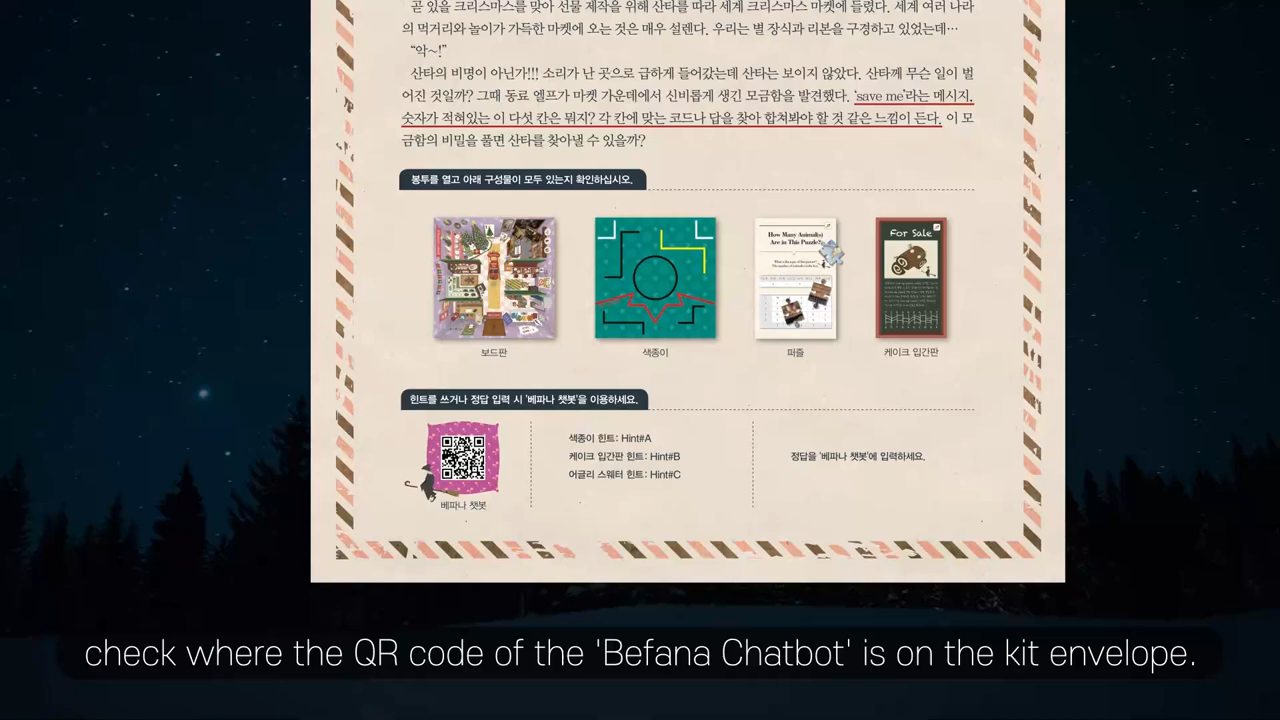 곧 있을 크리스마스를 맞아 선물 제작을 위해 산타를 따라 세계 크리스마스 마켓에 들렸다. 세계 여러 나라
의 먹거리와 놀이가 가득한 마켓에 오는 것은 매우 설렌다. 우리는 별 장식과 리본을 구경하고 있었는데…
“악~!”
산타의 비명이 아닌가!!! 소리가 난 곳으로 급하게 들어갔는데 산타는 보이지 않았다. 산타께 무슨 일이 벌
어진 것일까? 그때 동료 엘프가 마켓 가운데에서 신비롭게 생긴 모금함을 발견했다. ‘save me’라는 메시지,
숫자가 적혀있는 이 다섯 칸은 뭐지? 각 칸에 맞는 코드나 답을 찾아 합쳐봐야 할 것 같은 느낌이 든다. 이 모
금함의 비밀을 풀면 산타를 찾아낼 수 있을까?
봉투를 열고 아래 구성물이 모두 있는지 확인하십시오.
How Many Animal(s)
Are in This Puzzle?
For Sale
보드판
색종이
퍼즐
케이크 입간판
힌트를 쓰거나 정답 입력 시 '베파나 챗봇'을 이용하세요.
색종이 힌트: Hint#A
케이크 입간판 힌트: Hint#B
어글리 스웨터 힌트: Hint#C
정답을 '베파나 챗봇'에 입력하세요.
베파나 챗봇
check where the QR code of the 'Befana Chatbot' is on the kit envelope.